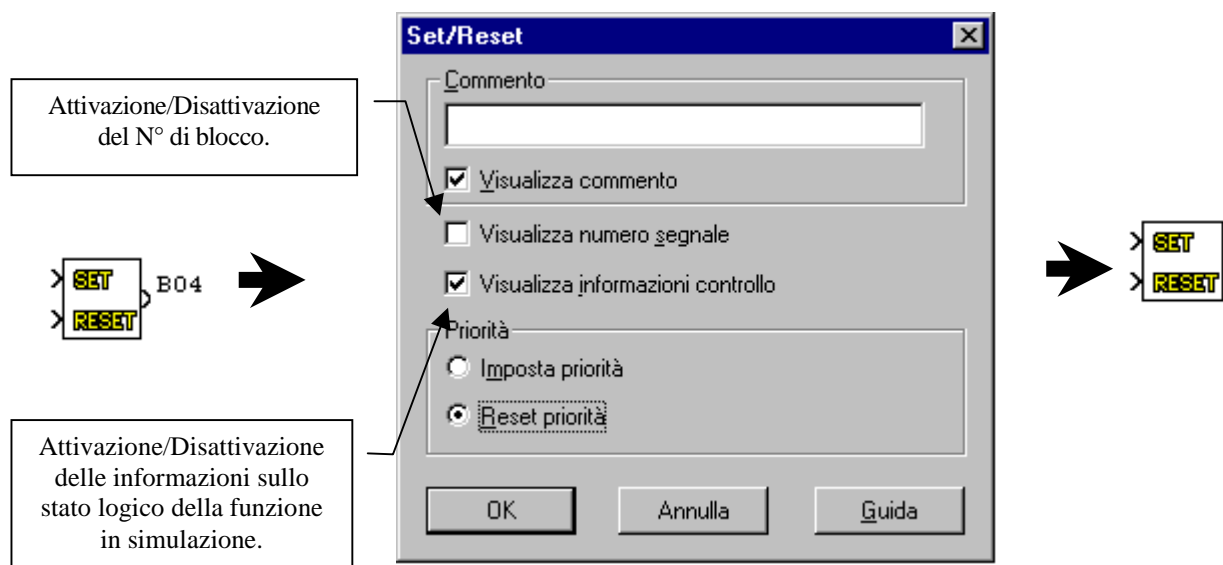 Set/Reset
Commento
Attivazione/Disattivazione
del N° di blocco.
Visualizza commento
Visualizza numero segnale
Visualizza informazioni controllo
SET
RESET
B04
SET
RESET
Priorità
Imposta priorità
Reset priorità
Attivazione/Disattivazione
delle informazioni sullo
stato logico della funzione
in simulazione.
OK
Annulla
Guida